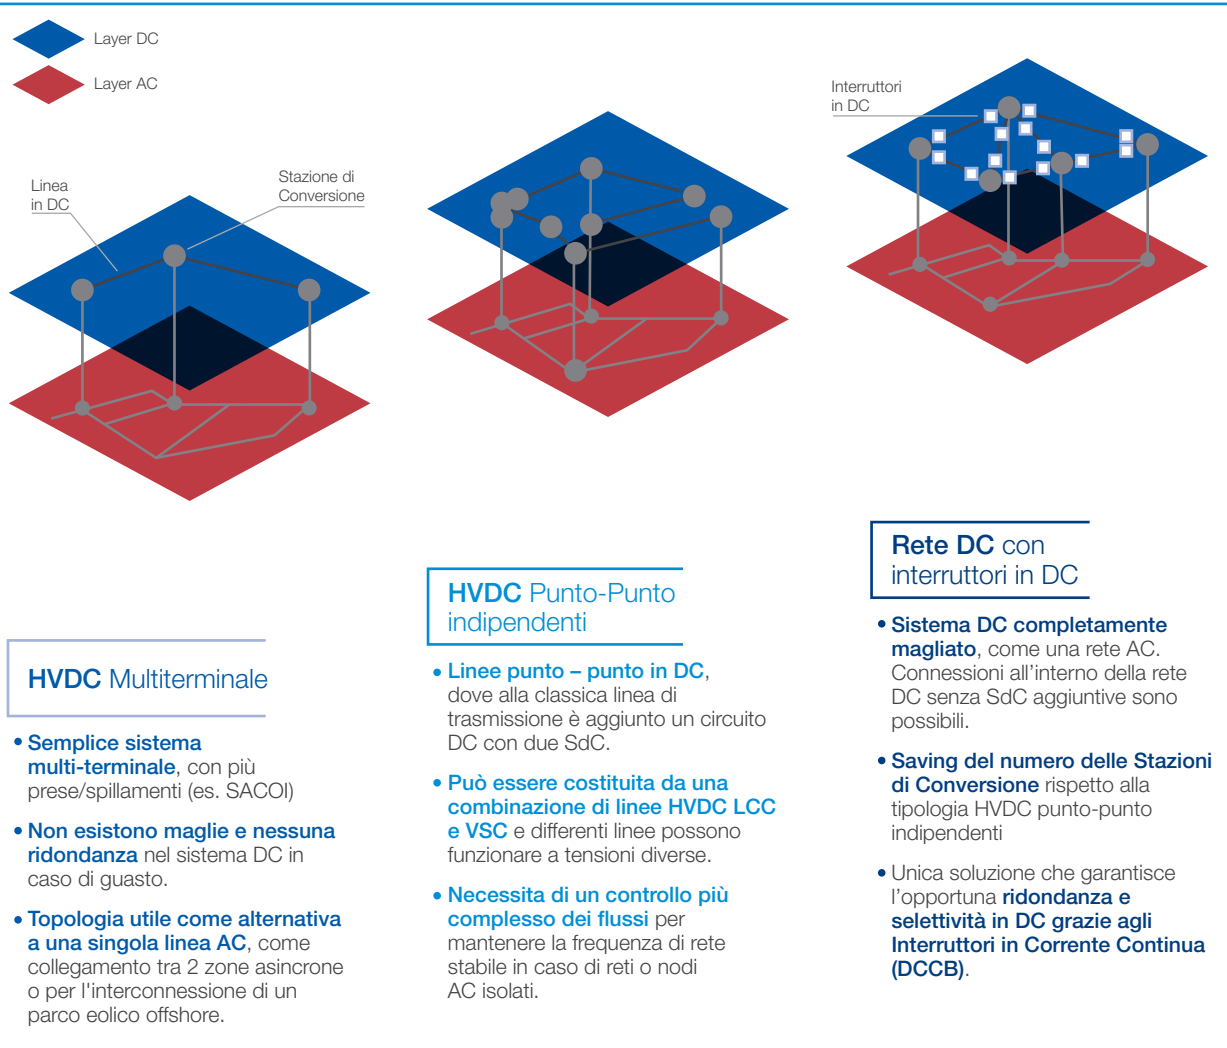 Layer DC
Layer AC
Linea
in DC
Stazione di
Conversione
Interruttori
in DC
HVDC Multiterminale
• Semplice sistema
multi-terminale, con più
prese/spillamenti (es. SACOI)
• Non esistono maglie e nessuna
ridondanza nel sistema DC in
caso di guasto.
• Topologia utile come alternativa
a una singola linea AC, come
collegamento tra 2 zone asincrone
o per l'interconnessione di un
parco eolico offshore.
HVDC Punto-Punto
indipendenti
• Linee punto – punto in DC,
dove alla classica linea di
trasmissione è aggiunto un circuito
DC con due SdC.
• Può essere costituita da una
combinazione di linee HVDC LCC
e VSC e differenti linee possono
funzionare a tensioni diverse.
• Necessita di un controllo più
complesso dei flussi per
mantenere la frequenza di rete
stabile in caso di reti o nodi
AC isolati.
Rete DC con
interruttori in DC
• Sistema DC completamente
magliato, come una rete AC.
Connessioni all’interno della rete
DC senza SdC aggiuntive sono
possibili.
• Saving del numero delle Stazioni
di Conversione rispetto alla
tipologia HVDC punto-punto
indipendenti
• Unica soluzione che garantisce
l’opportuna ridondanza e
selettività in DC grazie agli
Interruttori in Corrente Continua
(DCCB).